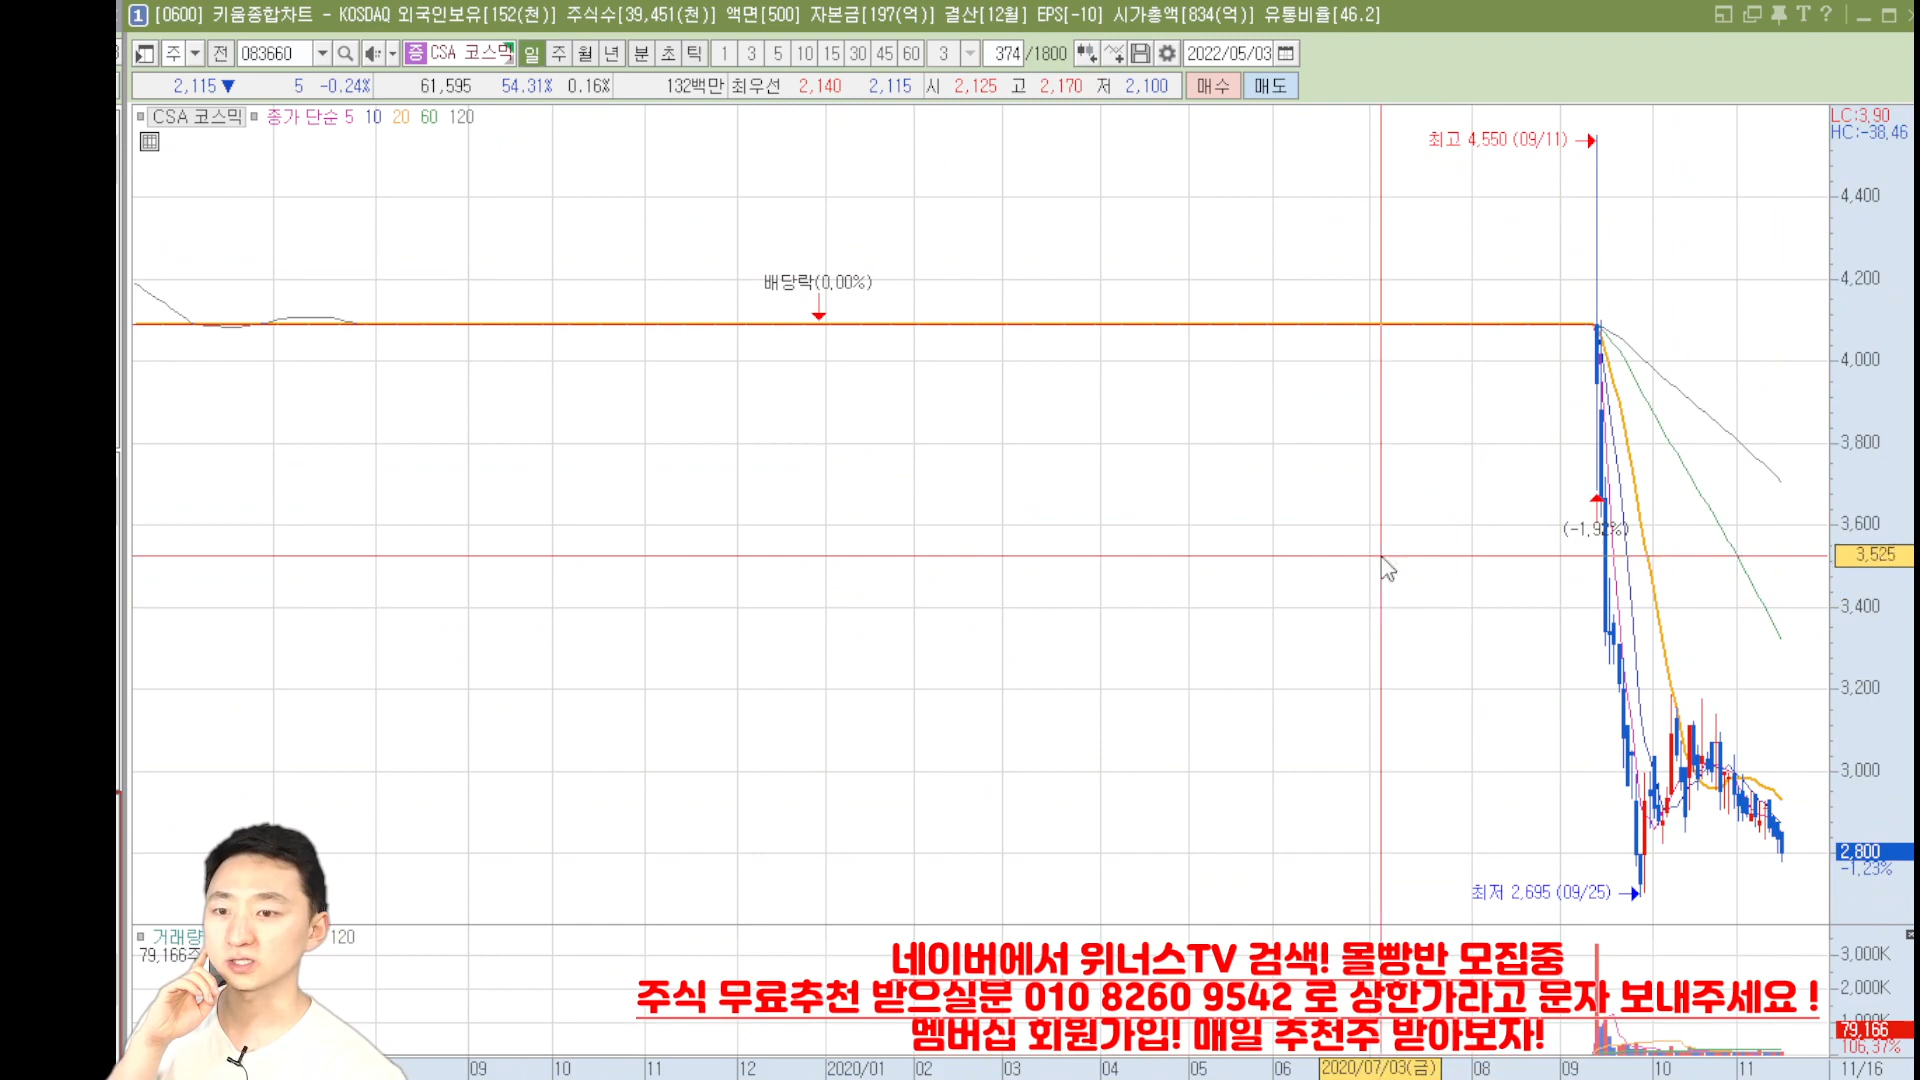 1 [0600] 키움종합차트 - KOSDAQ 외국인보유[152(천)] 주식수[39,451(천)] 액면[500] 자본금[197(억)] 결산[12월] EPS[-10] 시가총액[834(억)] 유통비율[46.2] T ?
주 전 083660 증 CSA 코스믹 일 주 월 년 분 초 틱 1 3 5 10 15 30 45 60 3 374 /1800 2022/05/03
2,115 ▼ 5 -0.24% 61,595 54.31% 0.16% 132백만 최우선 2,140 2,115 시 2,125 고 2,170 저 2,100 매수 매도
CSA 코스믹 종가 단순 5 10 20 60 120
LC:3.90
HC:-38.46
최고 4,550 (09/11)
4,400
4,200
배당락(0.00%)
4,000
3,800
3,600
(-1.92%)
3,525
3,400
3,200
3,000
2,800
-1.23%
최저 2,695 (09/25)
거래량 120
79,166주
3,000K
2,000K
1,000K
79,166
106.37%
네이버에서 위너스TV 검색! 몰빵반 모집중
주식 무료추천 받으실분 010 8260 9542 로 상한가라고 문자 보내주세요 !
멤버십 회원가입! 매일 추천주 받아보자!
09 10 11 12 2020/01 02 03 04 05 06 2020/07/03(금) 08 09 10 11 11/16